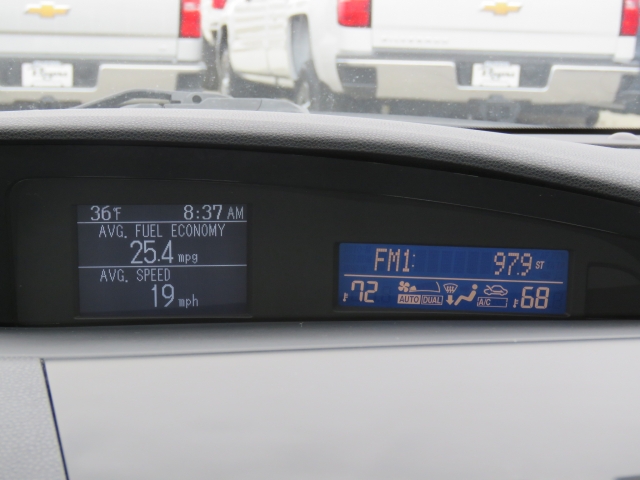 36°F 8:37 AM
AVG. FUEL ECONOMY
25.4 mpg
AVG. SPEED
19 mph
FM1: 97.9 ST
72 AUTO DUAL A/C 68